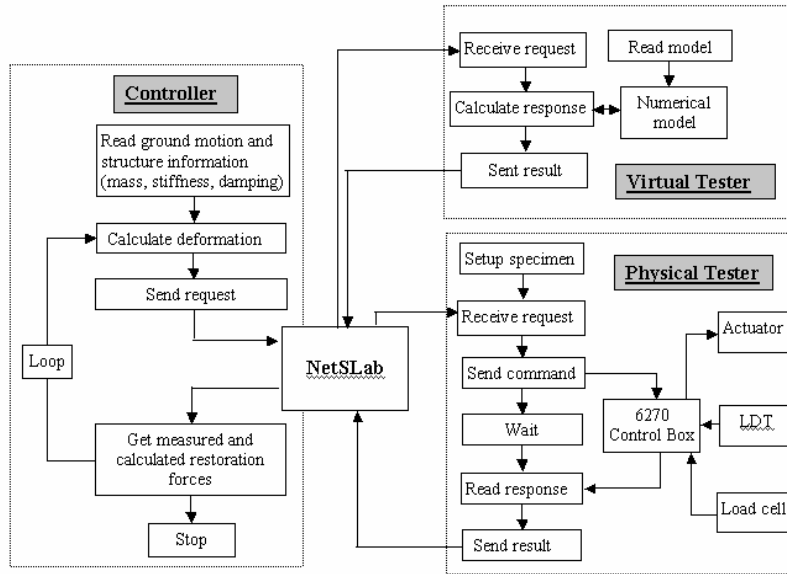 Controller
Read ground motion and
structure information
(mass, stiffness, damping)
Calculate deformation
Send request
Loop
Get measured and
calculated restoration
forces
Stop
NetSLab
Receive request
Read model
Calculate response
Numerical
model
Sent result
Virtual Tester
Setup specimen
Physical Tester
Receive request
Actuator
Send command
6270
Control Box
LDT
Wait
Read response
Load cell
Send result